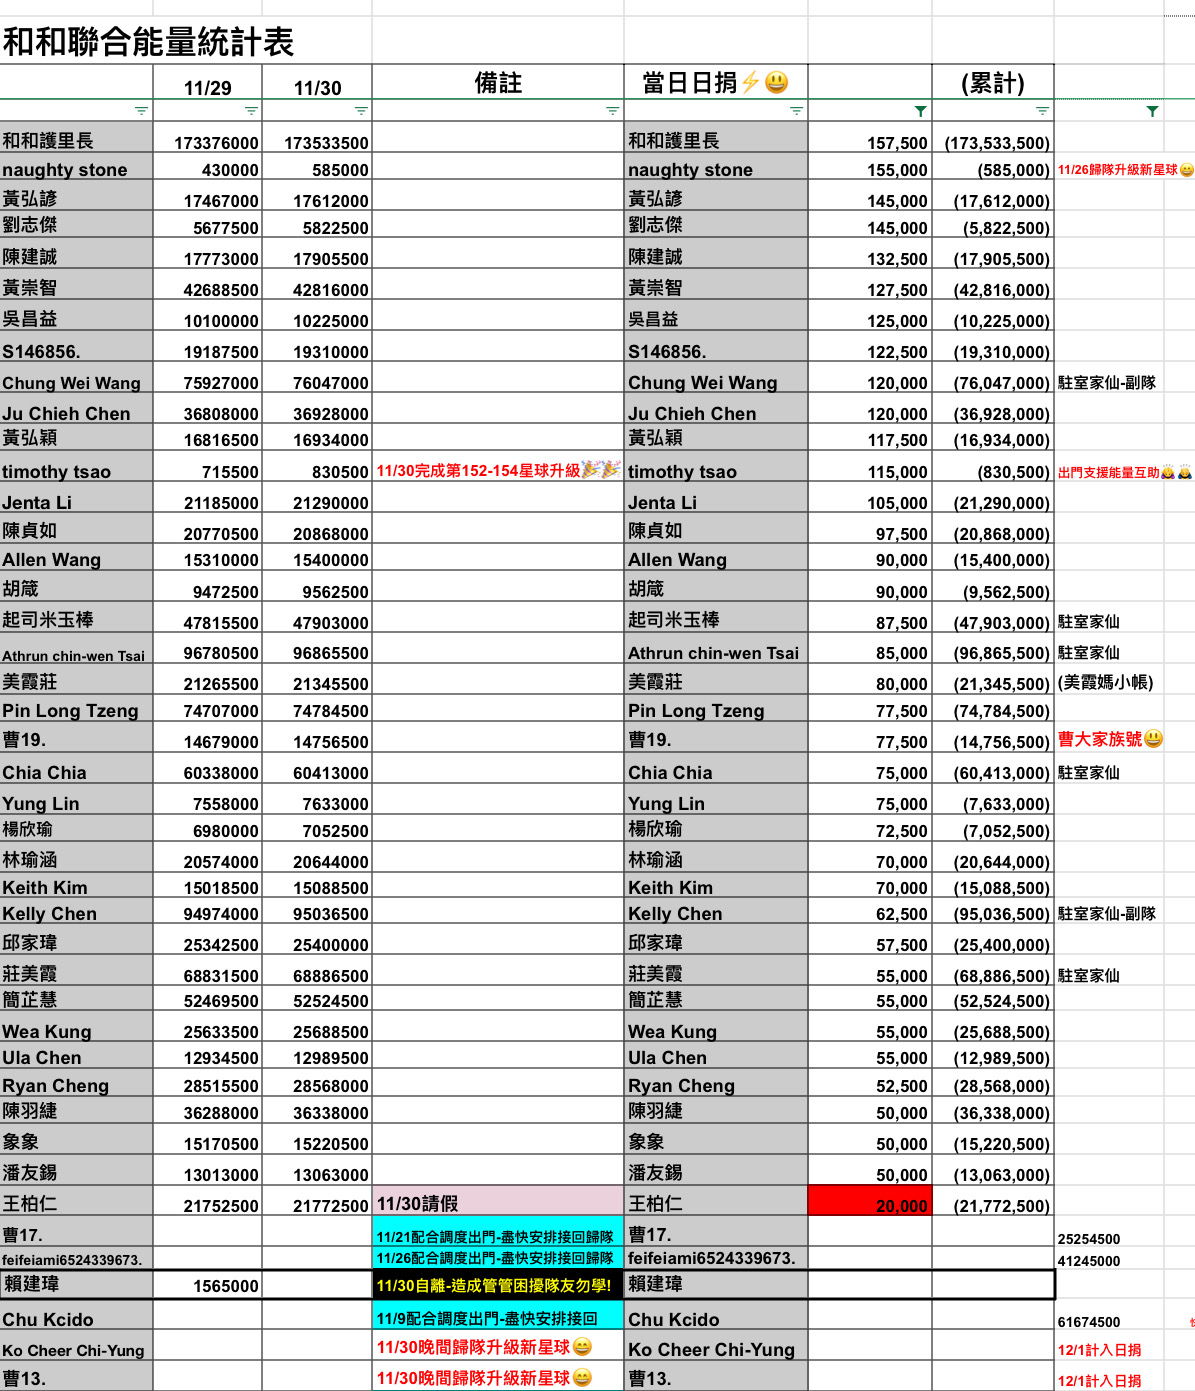 和和聯合能量統計表
11/29 11/30 備註 當日日捐⚡😃 (累計)
和和護里長 173376000 173533500 和和護里長 157,500 (173,533,500)
naughty stone 430000 585000 naughty stone 155,000 (585,000) 11/26歸隊升級新星球😄
黃弘諺 17467000 17612000 黃弘諺 145,000 (17,612,000)
劉志傑 5677500 5822500 劉志傑 145,000 (5,822,500)
陳建誠 17773000 17905500 陳建誠 132,500 (17,905,500)
黃崇智 42688500 42816000 黃崇智 127,500 (42,816,000)
吳昌益 10100000 10225000 吳昌益 125,000 (10,225,000)
S146856. 19187500 19310000 S146856. 122,500 (19,310,000)
Chung Wei Wang 75927000 76047000 Chung Wei Wang 120,000 (76,047,000) 駐室家仙-副隊
Ju Chieh Chen 36808000 36928000 Ju Chieh Chen 120,000 (36,928,000)
黃弘穎 16816500 16934000 黃弘穎 117,500 (16,934,000)
timothy tsao 715500 830500 11/30完成第152-154星球升級🎉🎉 timothy tsao 115,000 (830,500) 出門支援能量互助🙇‍♀️🙇
Jenta Li 21185000 21290000 Jenta Li 105,000 (21,290,000)
陳貞如 20770500 20868000 陳貞如 97,500 (20,868,000)
Allen Wang 15310000 15400000 Allen Wang 90,000 (15,400,000)
胡箴 9472500 9562500 胡箴 90,000 (9,562,500)
起司米玉棒 47815500 47903000 起司米玉棒 87,500 (47,903,000) 駐室家仙
Athrun chin-wen Tsai 96780500 96865500 Athrun chin-wen Tsai 85,000 (96,865,500) 駐室家仙
美霞莊 21265500 21345500 美霞莊 80,000 (21,345,500) (美霞媽小帳)
Pin Long Tzeng 74707000 74784500 Pin Long Tzeng 77,500 (74,784,500)
曹19. 14679000 14756500 曹19. 77,500 (14,756,500) 曹大家族號😃
Chia Chia 60338000 60413000 Chia Chia 75,000 (60,413,000) 駐室家仙
Yung Lin 7558000 7633000 Yung Lin 75,000 (7,633,000)
楊欣瑜 6980000 7052500 楊欣瑜 72,500 (7,052,500)
林瑜涵 20574000 20644000 林瑜涵 70,000 (20,644,000)
Keith Kim 15018500 15088500 Keith Kim 70,000 (15,088,500)
Kelly Chen 94974000 95036500 Kelly Chen 62,500 (95,036,500) 駐室家仙-副隊
邱家瑋 25342500 25400000 邱家瑋 57,500 (25,400,000)
莊美霞 68831500 68886500 莊美霞 55,000 (68,886,500) 駐室家仙
簡芷慧 52469500 52524500 簡芷慧 55,000 (52,524,500)
Wea Kung 25633500 25688500 Wea Kung 55,000 (25,688,500)
Ula Chen 12934500 12989500 Ula Chen 55,000 (12,989,500)
Ryan Cheng 28515500 28568000 Ryan Cheng 52,500 (28,568,000)
陳羽緁 36288000 36338000 陳羽緁 50,000 (36,338,000)
象象 15170500 15220500 象象 50,000 (15,220,500)
潘友錫 13013000 13063000 潘友錫 50,000 (13,063,000)
王柏仁 21752500 21772500 11/30請假 王柏仁 20,000 (21,772,500)
曹17. 11/21配合調度出門-盡快安排接回歸隊 曹17. 25254500
feifeiami6524339673. 11/26配合調度出門-盡快安排接回歸隊 feifeiami6524339673. 41245000
賴建瑋 1565000 11/30自離-造成管管困擾隊友勿學! 賴建瑋
Chu Kcido 11/9配合調度出門-盡快安排接回 Chu Kcido 61674500
Ko Cheer Chi-Yung 11/30晚間歸隊升級新星球😄 Ko Cheer Chi-Yung 12/1計入日捐
曹13. 11/30晚間歸隊升級新星球😄 曹13. 12/1計入日捐